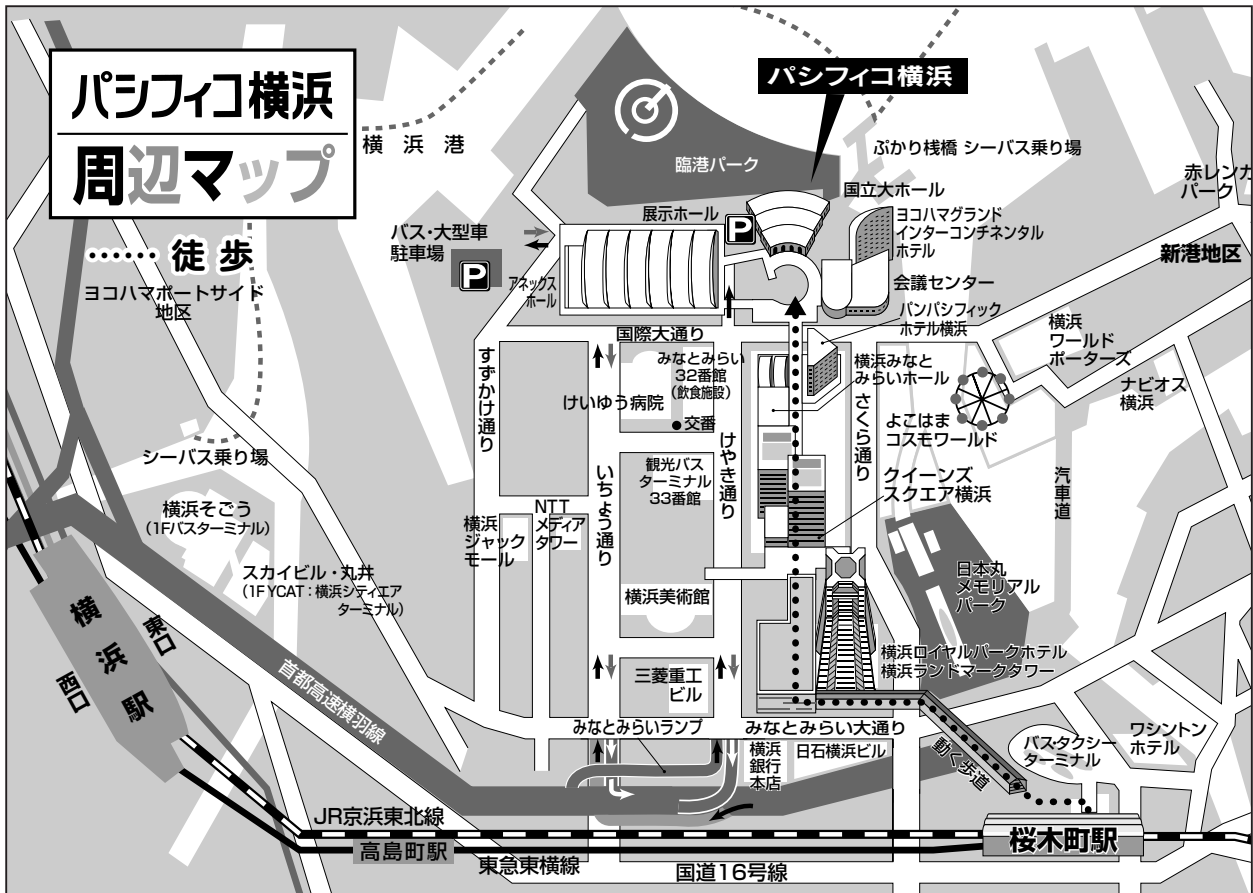 パシフィコ横浜
周辺マップ
……徒歩
パシフィコ横浜
横浜港
臨港パーク
ぷかり桟橋 シーバス乗り場
赤レンガ
パーク
国立大ホール
展示ホール
P
ヨコハマグランド
インターコンチネンタル
ホテル
バス・大型車
駐車場
P
アネックス
ホール
新港地区
会議センター
ヨコハマポートサイド
地区
パンパシフィック
ホテル横浜
国際大通り
横浜
ワールド
ポーターズ
すずかけ通り
みなとみらい
32番館
(飲食施設)
横浜みなと
みらいホール
ナビオス
横浜
けいゆう病院
交番
さくら通り
よこはま
コスモワールド
けやき通り
シーバス乗り場
いちょう通り
観光バス
ターミナル
33番館
クイーンズ
スクエア横浜
汽車道
横浜そごう
(1Fバスターミナル)
NTT
メディア
タワー
横浜
ジャック
モール
スカイビル・丸井
(1F YCAT:横浜シティエア
ターミナル)
日本丸
メモリアル
パーク
横浜美術館
横浜駅
東口
西口
横浜ロイヤルパークホテル
横浜ランドマークタワー
首都高速横羽線
三菱重工
ビル
みなとみらいランプ
みなとみらい大通り
ワシントン
ホテル
バス・タクシー
ターミナル
動く歩道
横浜
銀行
本店
日石横浜ビル
JR京浜東北線
桜木町駅
高島町駅
東急東横線
国道16号線